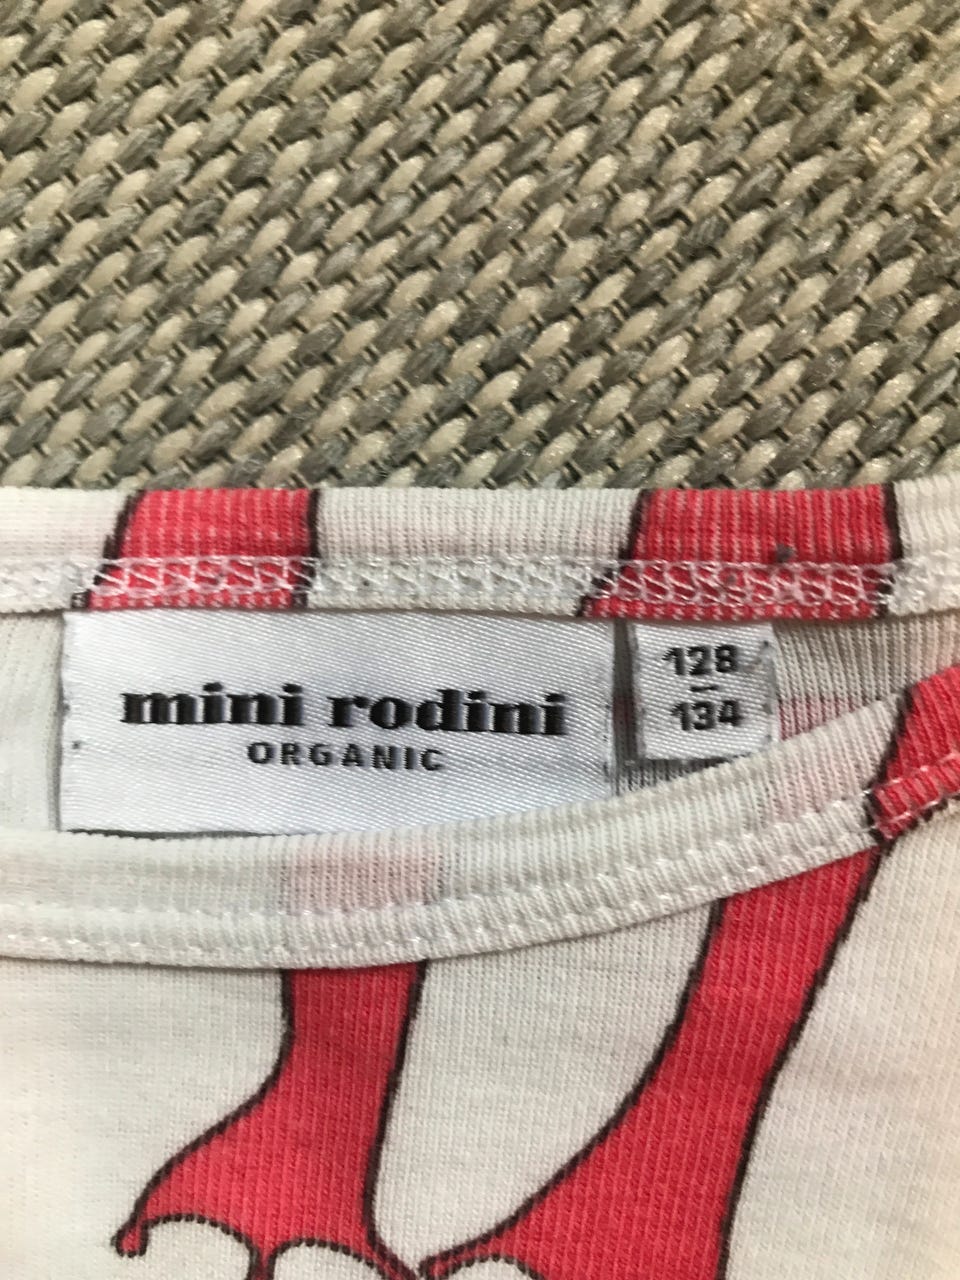 mini rodini
ORGANIC
128
–
134